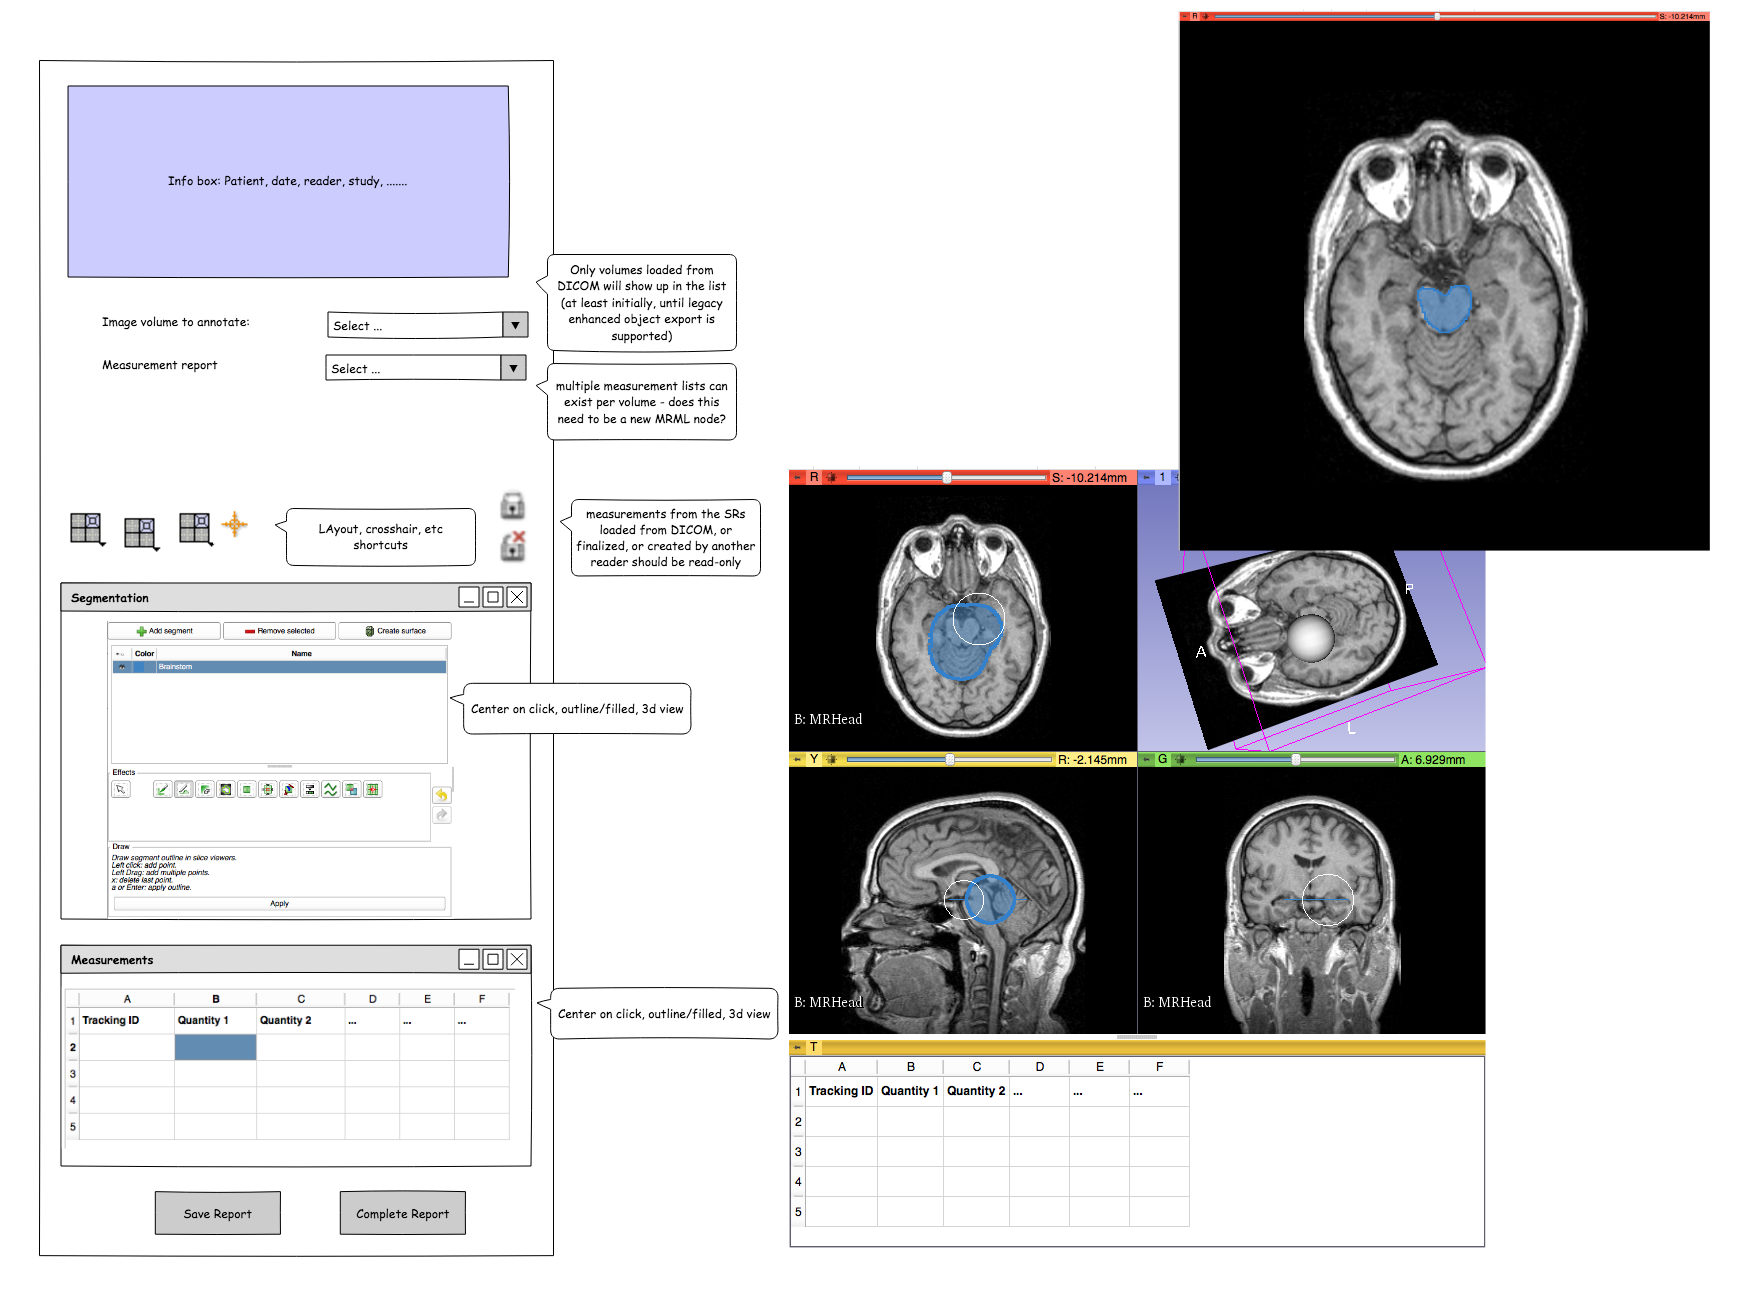 Info box: Patient, date, reader, study, .......
Image volume to annotate:
Select ...
Measurement report
Select ...
Only volumes loaded from
DICOM will show up in the list
(at least initially, until legacy
enhanced object export is
supported)
multiple measurement lists can
exist per volume - does this
need to be a new MRML node?
LAyout, crosshair, etc
shortcuts
measurements from the SRs
loaded from DICOM, or
finalized, or created by another
reader should be read-only
Segmentation
Add segment
Remove selected
Create surface
Color Name
Brainstem
Center on click, outline/filled, 3d view
Effects
Draw
Draw segment outline in slice viewers.
Left click: add point.
Left Drag: add multiple points.
x: delete last point.
a or Enter: apply outline.
Apply
Measurements
A B C D E F
1 Tracking ID Quantity 1 Quantity 2 ... ... ...
2
3
4
5
Center on click, outline/filled, 3d view
Save Report
Complete Report
R S: -10.214mm
R S: -10.214mm
B: MRHead
1
A
P
L
Y R: -2.145mm
B: MRHead
G A: 6.929mm
B: MRHead
T
A B C D E F
1 Tracking ID Quantity 1 Quantity 2 ... ... ...
2
3
4
5